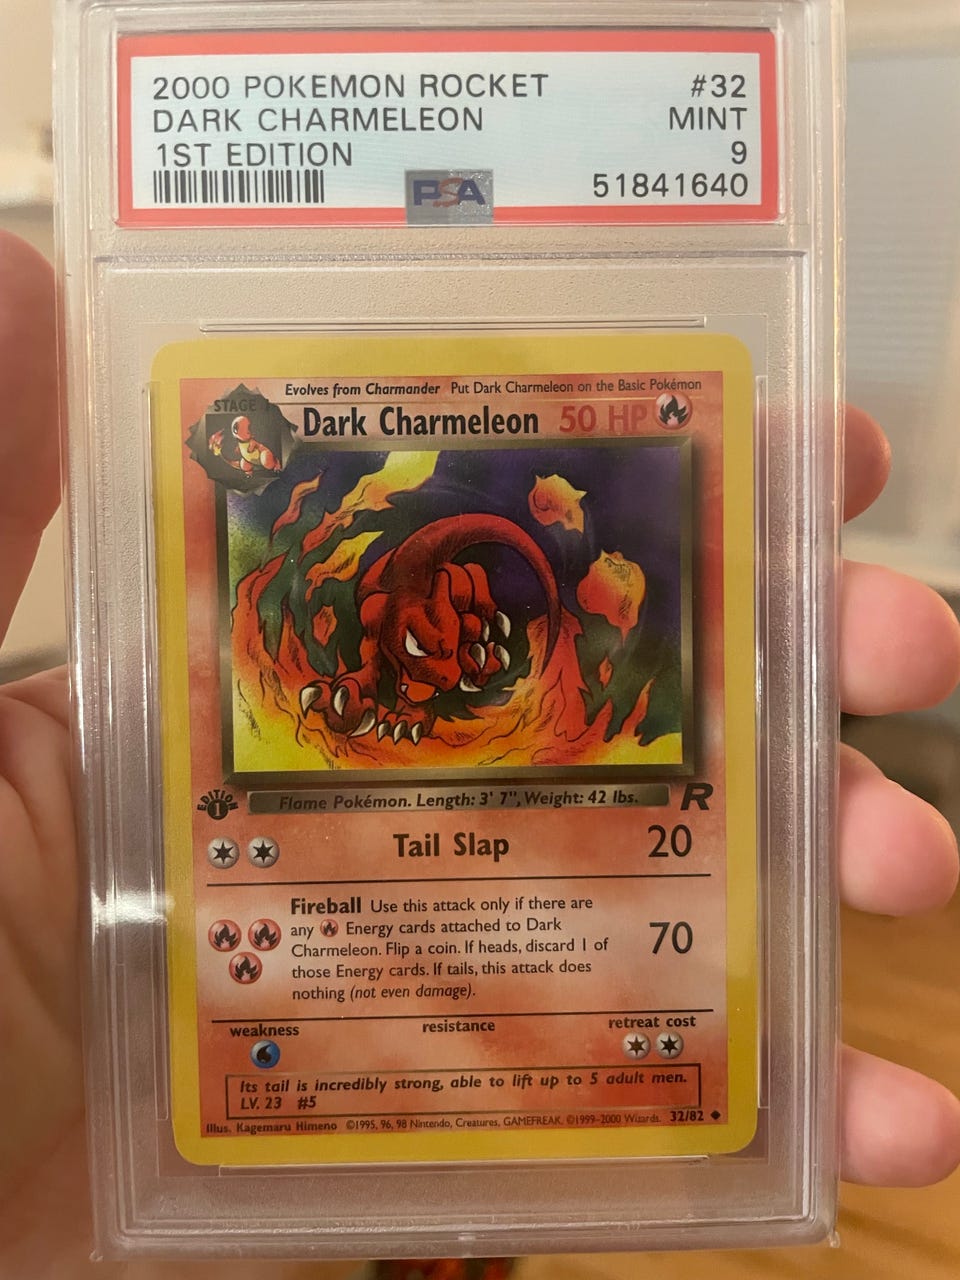 2000 POKEMON ROCKET #32
DARK CHARMELEON MINT
1ST EDITION 9
PSA 51841640
Evolves from Charmander Put Dark Charmeleon on the Basic Pokémon
STAGE 1
Dark Charmeleon 50 HP
EDITION 1
Flame Pokémon. Length: 3' 7", Weight: 42 lbs. R
Tail Slap 20
Fireball Use this attack only if there are
any Energy cards attached to Dark
Charmeleon. Flip a coin. If heads, discard 1 of
those Energy cards. If tails, this attack does
nothing (not even damage).
70
weakness resistance retreat cost
Its tail is incredibly strong, able to lift up to 5 adult men.
LV. 23 #5
Illus. Kagemaru Himeno ©1995, 96, 98 Nintendo, Creatures, GAMEFREAK. ©1999-2000 Wizards. 32/82